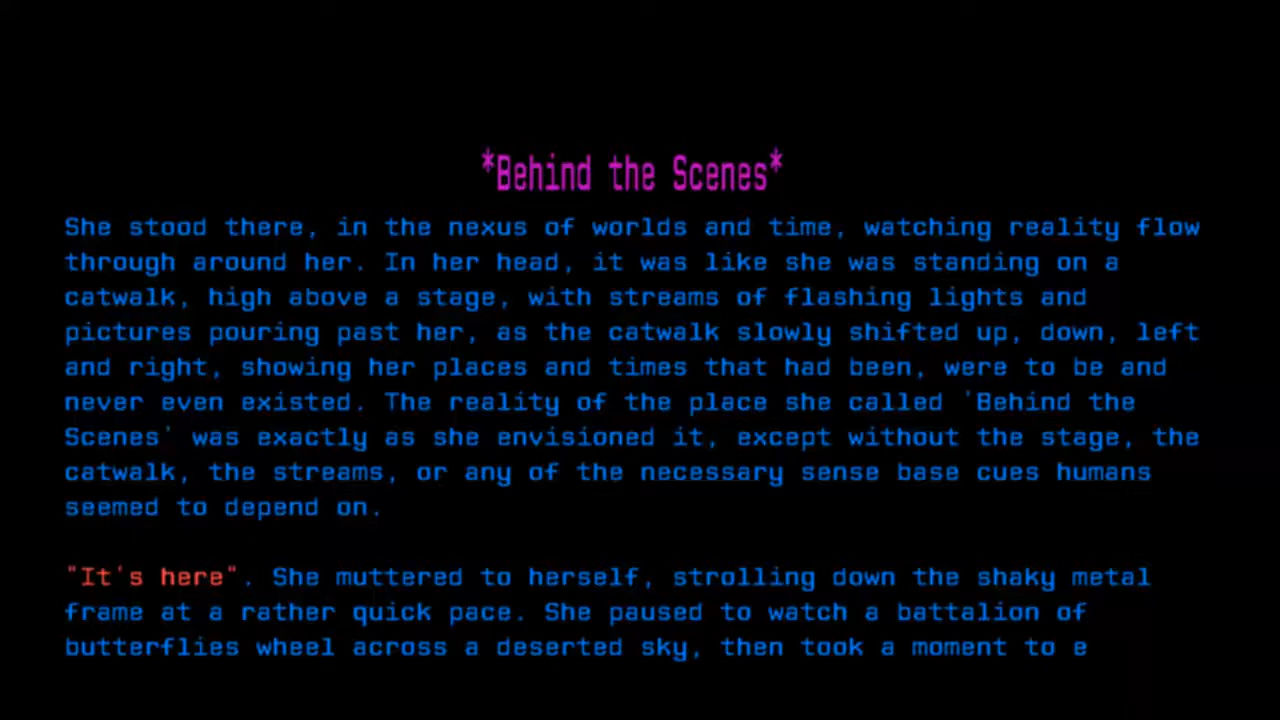 *Behind the Scenes*
She stood there, in the nexus of worlds and time, watching reality flow
through around her. In her head, it was like she was standing on a
catwalk, high above a stage, with streams of flashing lights and
pictures pouring past her, as the catwalk slowly shifted up, down, left
and right, showing her places and times that had been, were to be and
never even existed. The reality of the place she called 'Behind the
Scenes' was exactly as she envisioned it, except without the stage, the
catwalk, the streams, or any of the necessary sense base cues humans
seemed to depend on.
"It's here". She muttered to herself, strolling down the shaky metal
frame at a rather quick pace. She paused to watch a battalion of
butterflies wheel across a deserted sky, then took a moment to e